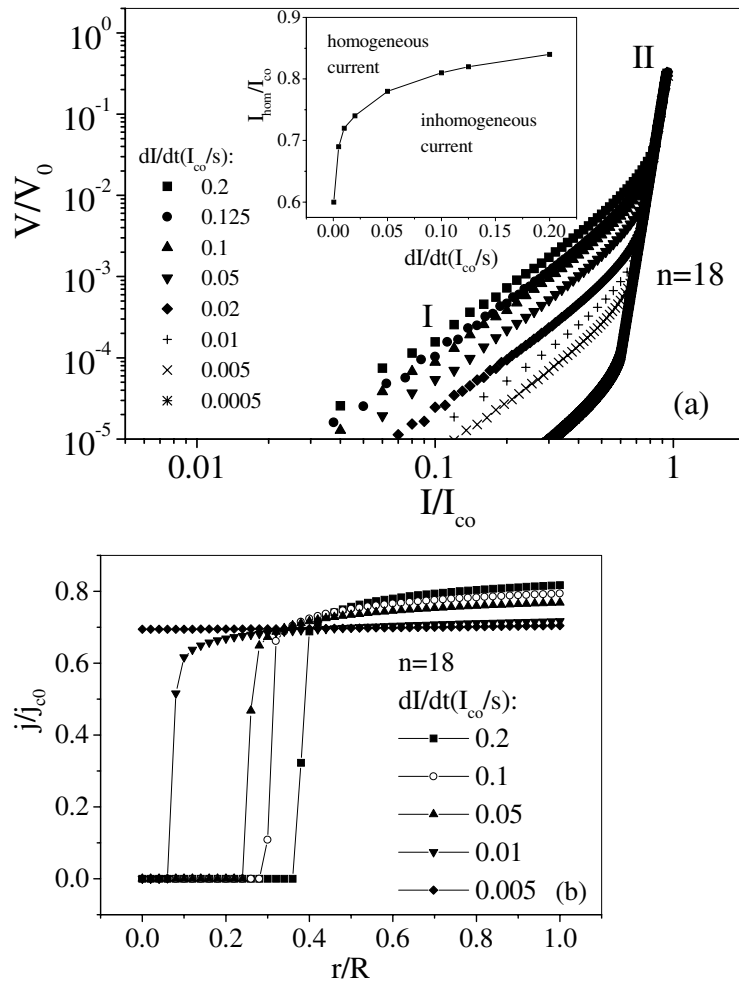 10^0
10^-1
10^-2
10^-3
10^-4
10^-5
V/V_0
0.01
0.1
1
I/I_co
dI/dt(I_co/s):
0.2
0.125
0.1
0.05
0.02
0.01
0.005
0.0005
I
II
n=18
(a)
homogeneous
current
inhomogeneous
current
0.9
0.8
0.7
0.6
I_hom/I_co
0.00
0.05
0.10
0.15
0.20
dI/dt(I_co/s)
0.8
0.6
0.4
0.2
0.0
j/j_c0
0.0
0.2
0.4
0.6
0.8
1.0
r/R
n=18
dI/dt(I_co/s):
0.2
0.1
0.05
0.01
0.005
(b)